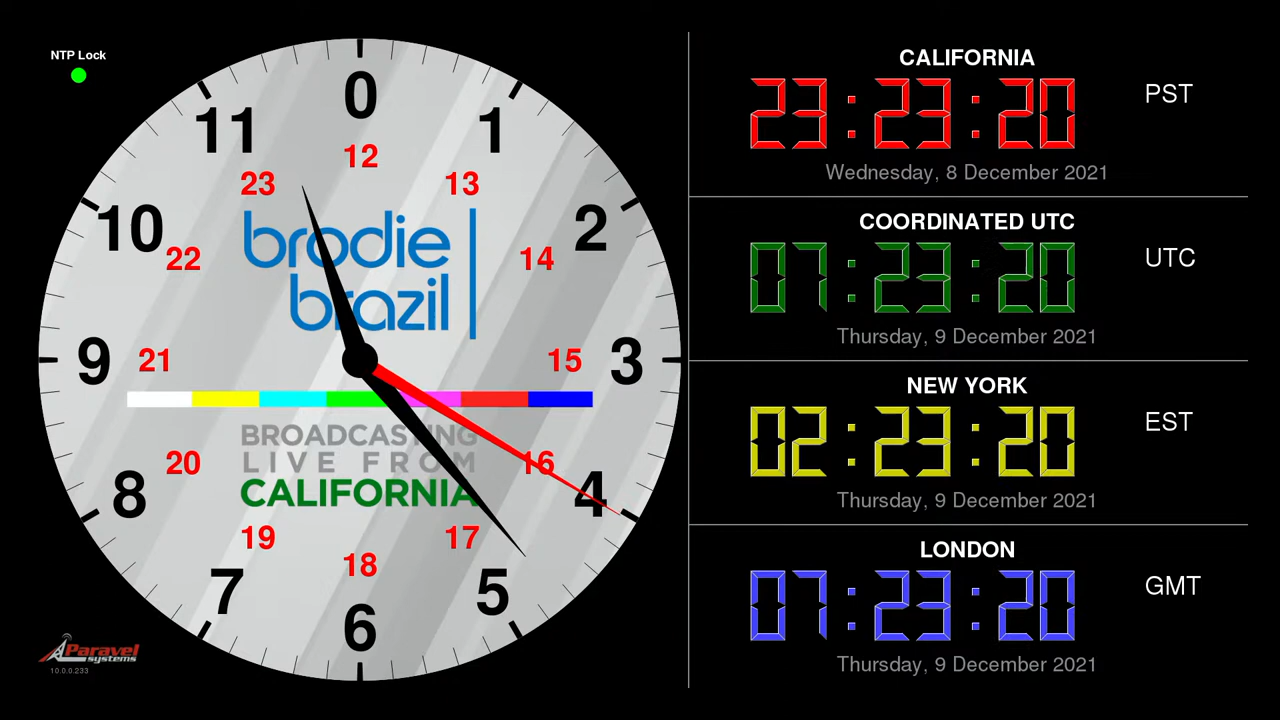 NTP Lock
0
11
1
12
23
13
10
2
22
14
brodie
brazil
9
21
15
3
BROADCASTING
LIVE FROM
CALIFORNIA
20
16
8
4
19
17
18
7
5
6
Paravel
systems
10.0.0.233
CALIFORNIA
23:23:20
PST
Wednesday, 8 December 2021
COORDINATED UTC
07:23:20
UTC
Thursday, 9 December 2021
NEW YORK
02:23:20
EST
Thursday, 9 December 2021
LONDON
07:23:20
GMT
Thursday, 9 December 2021